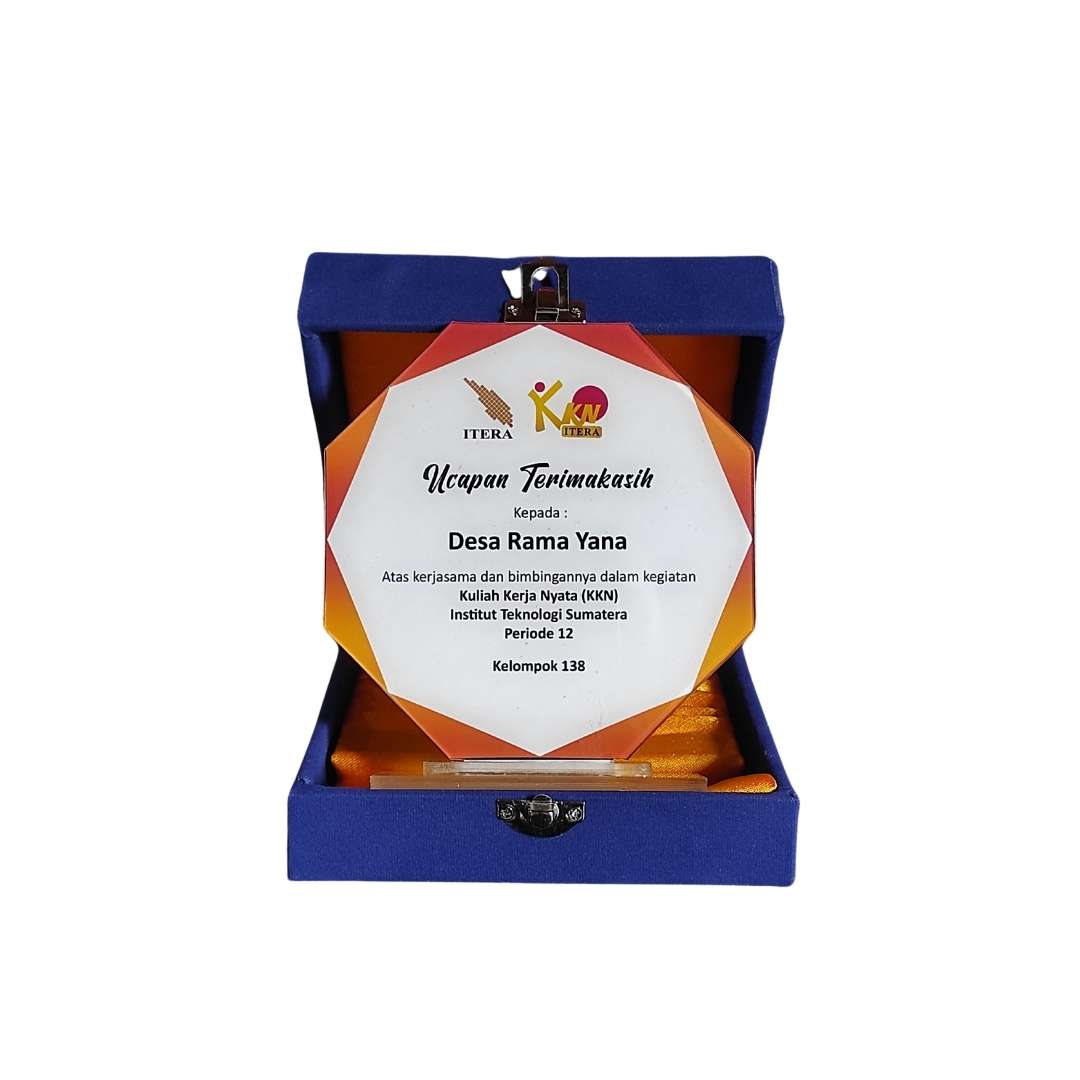 ITERA
KKN
ITERA
Ucapan Terimakasih
Kepada :
Desa Rama Yana
Atas kerjasama dan bimbingannya dalam kegiatan
Kuliah Kerja Nyata (KKN)
Institut Teknologi Sumatera
Periode 12
Kelompok 138